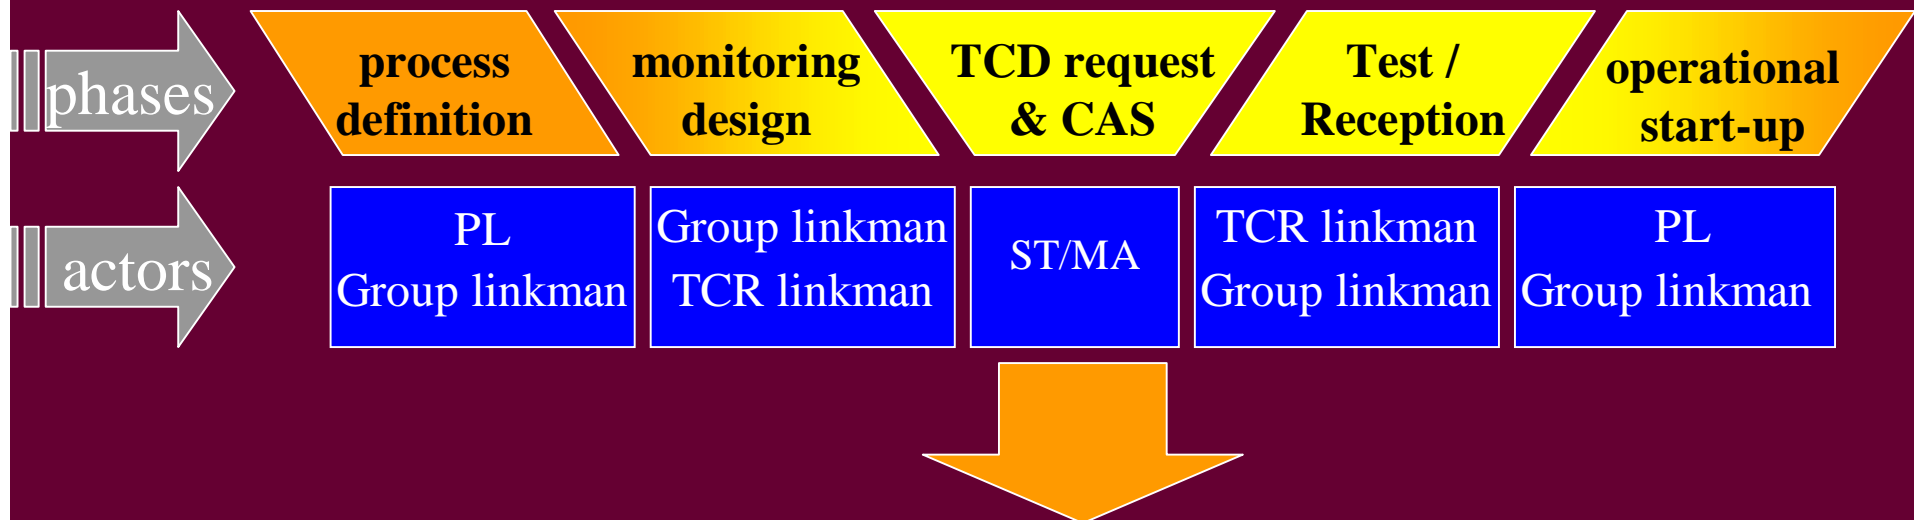 phases
process
definition
monitoring
design
TCD request
& CAS
Test /
Reception
operational
start-up
actors
PL
Group linkman
Group linkman
TCR linkman
ST/MA
TCR linkman
Group linkman
PL
Group linkman